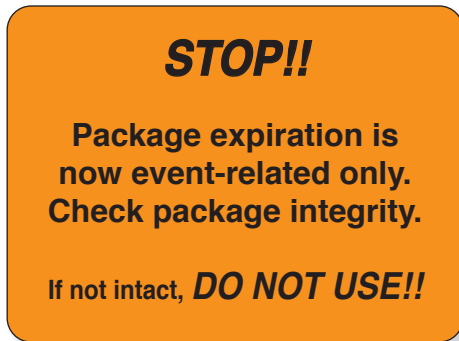 STOP!!
Package expiration is
now event-related only.
Check package integrity.
If not intact, DO NOT USE!!